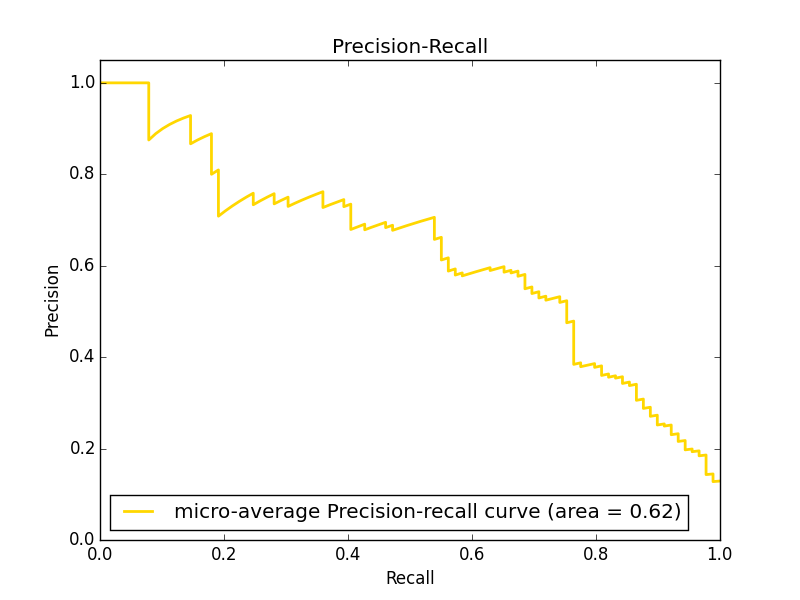 Precision-Recall
1.0
0.8
0.6
0.4
0.2
0.0
Precision
micro-average Precision-recall curve (area = 0.62)
0.0 0.2 0.4 0.6 0.8 1.0
Recall